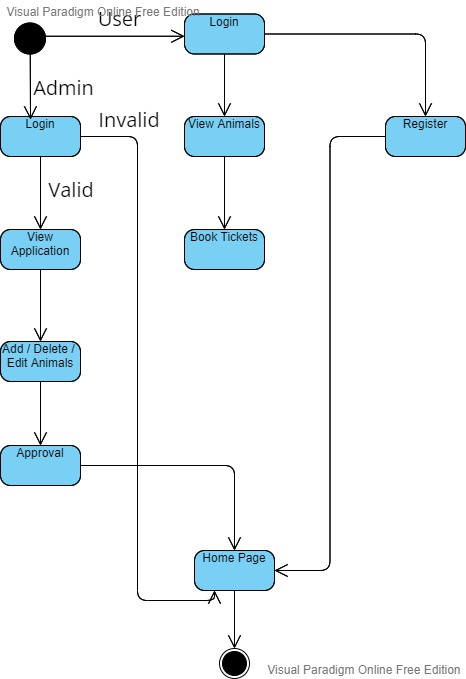 Visual Paradigm Online Free Edition
User
Login
Admin
Login
Invalid
View Animals
Register
Valid
View
Application
Book Tickets
Add / Delete /
Edit Animals
Approval
Home Page
Visual Paradigm Online Free Edition